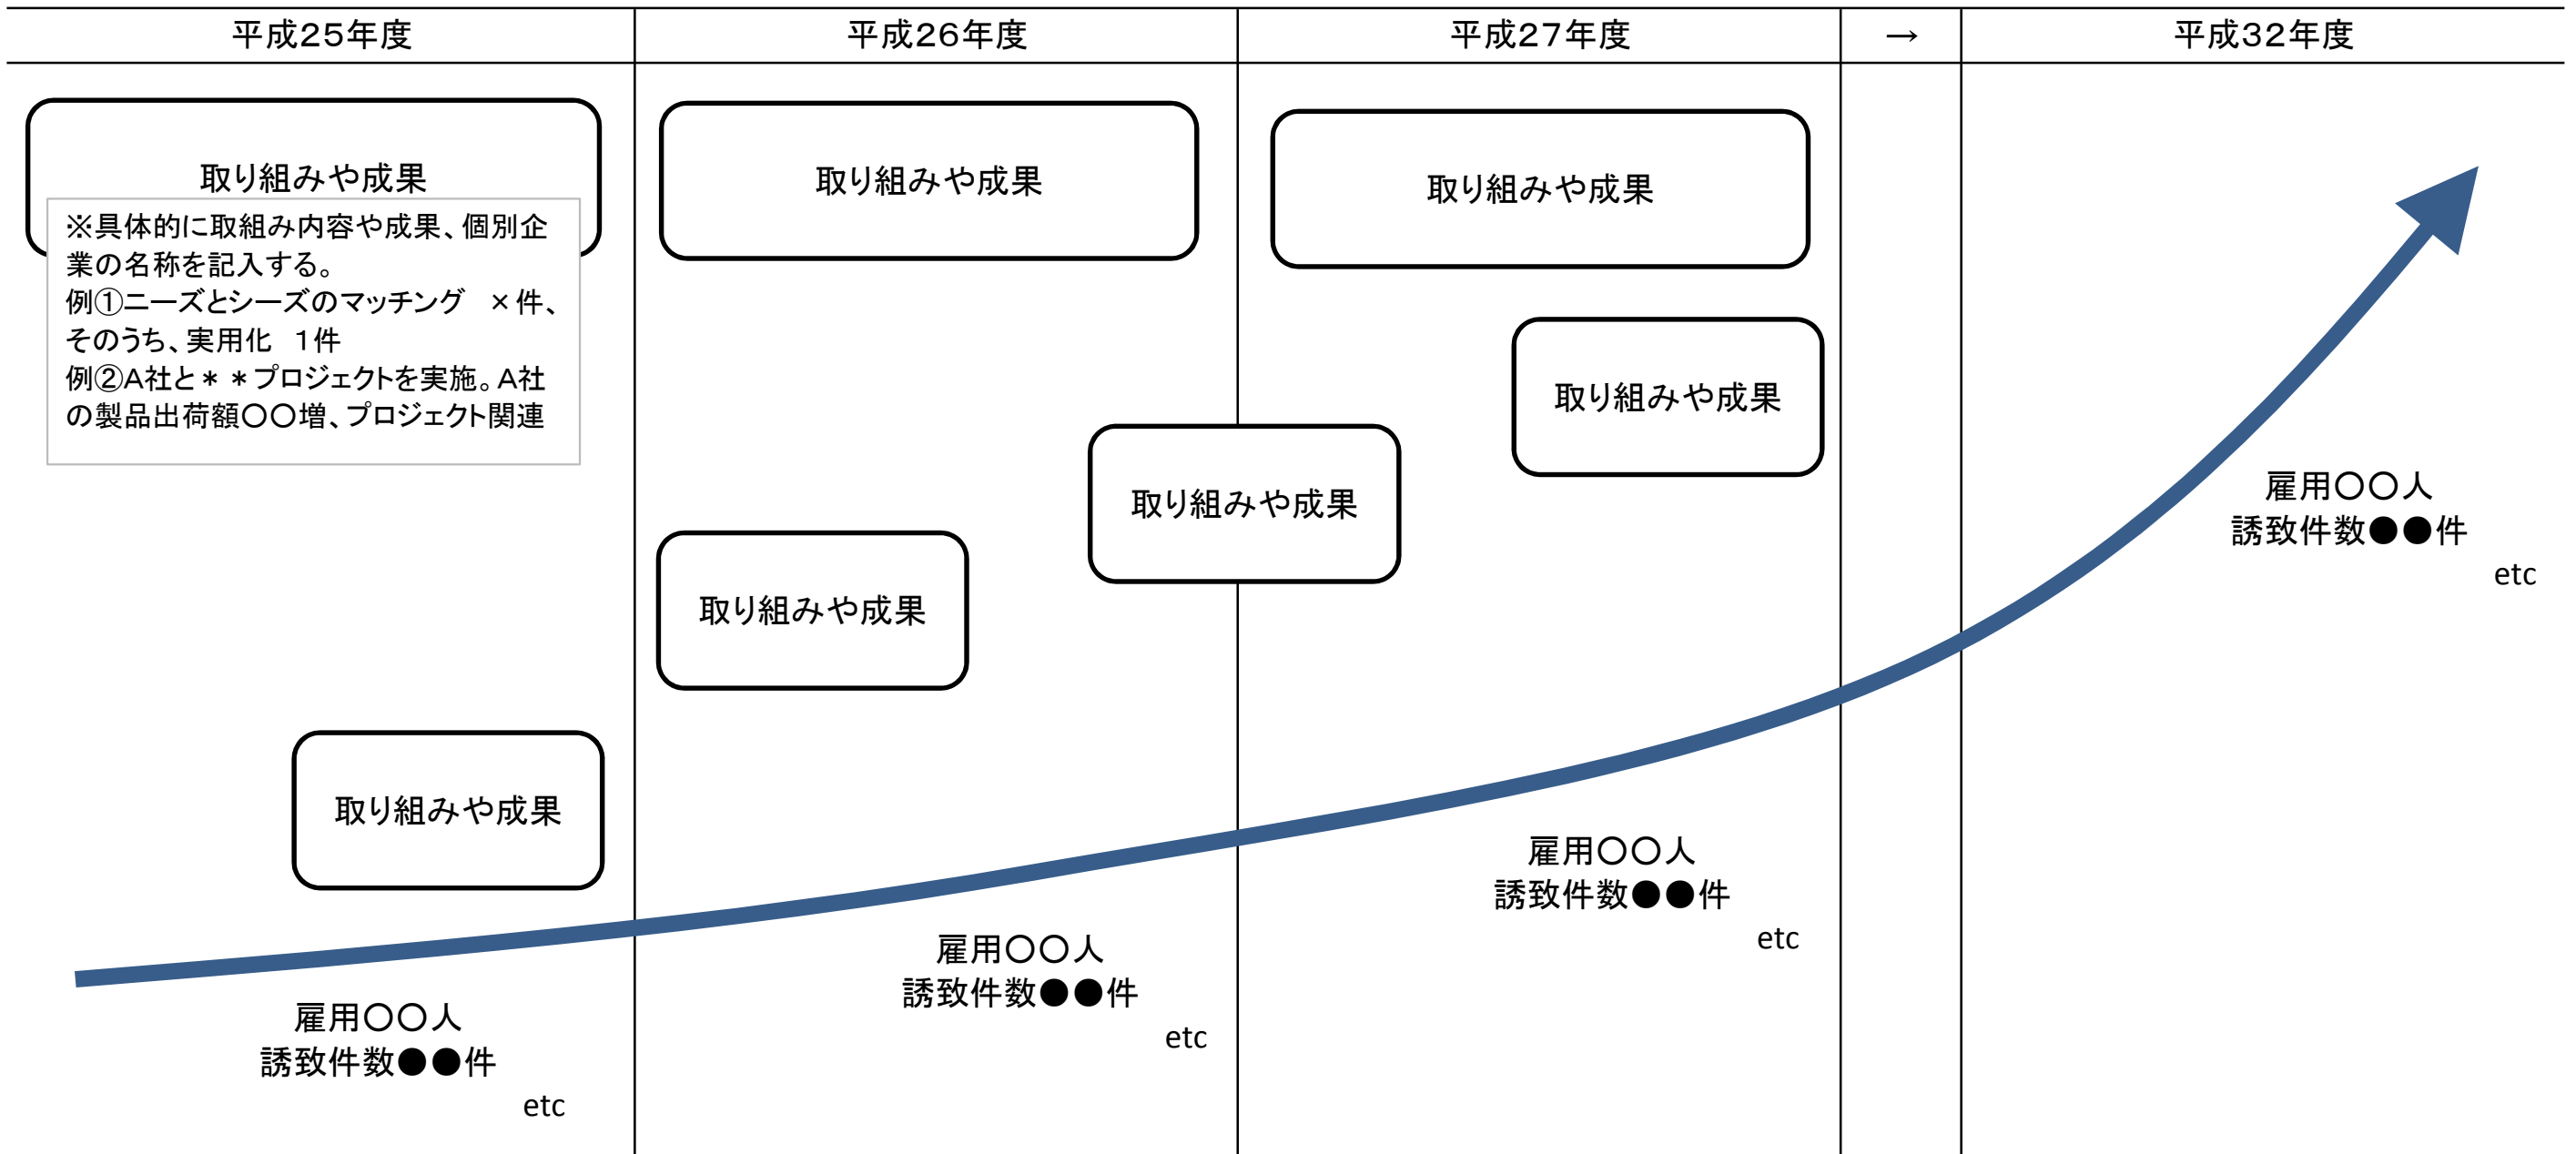 平成25年度
平成26年度
平成27年度
→
平成32年度
取り組みや成果
※具体的に取組み内容や成果、個別企
業の名称を記入する。
例①ニーズとシーズのマッチング　×件、
そのうち、実用化　1件
例②A社と＊＊プロジェクトを実施。A社
の製品出荷額〇〇増、プロジェクト関連
取り組みや成果
取り組みや成果
取り組みや成果
取り組みや成果
取り組みや成果
取り組みや成果
雇用〇〇人
誘致件数●●件
etc
雇用〇〇人
誘致件数●●件
etc
雇用〇〇人
誘致件数●●件
etc
雇用〇〇人
誘致件数●●件
etc